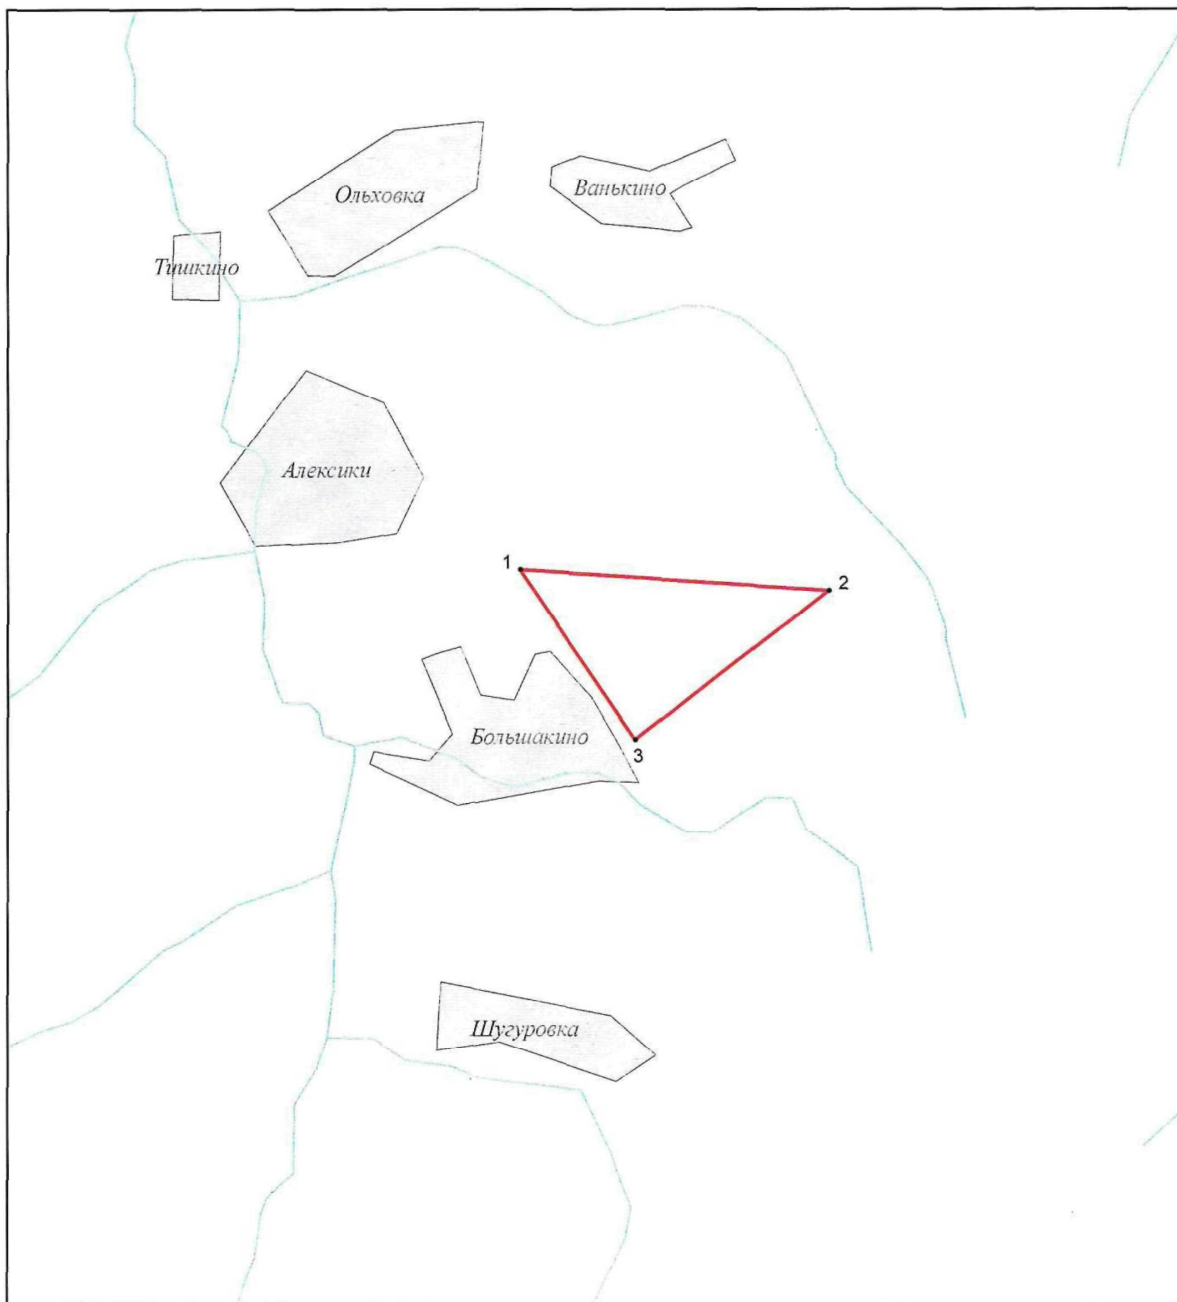 Ольховка
Ванькино
Тишкино
Алексики
1
2
Большакино
3
Шугуровка